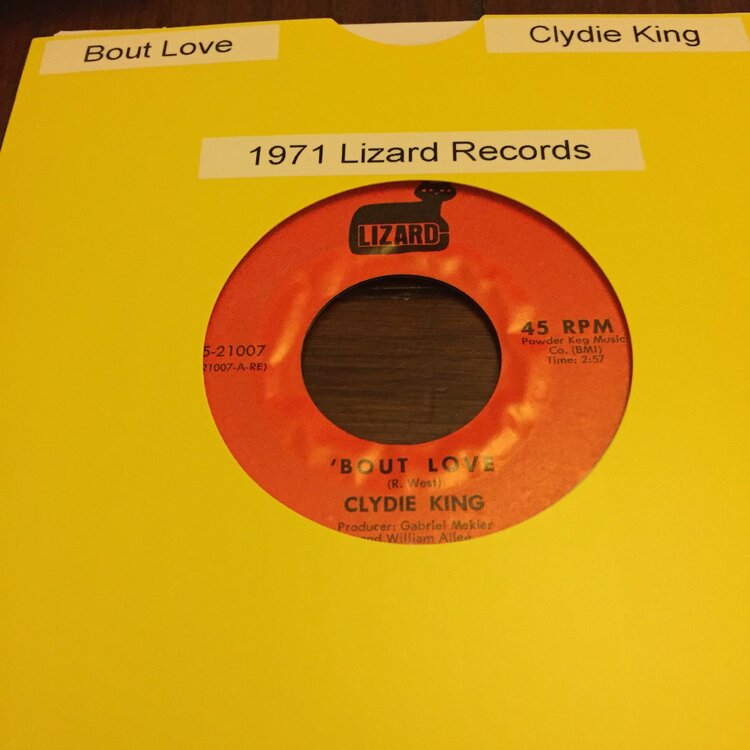 Bout Love
Clydie King
1971 Lizard Records
LIZARD
45 RPM
Powder Keg Music
Co. (BMI)
Time: 2:57
5-21007
21007-A-RE)
'BOUT LOVE
(R. West)
CLYDIE KING
Producer: Gabriel Mekler
and William Allen